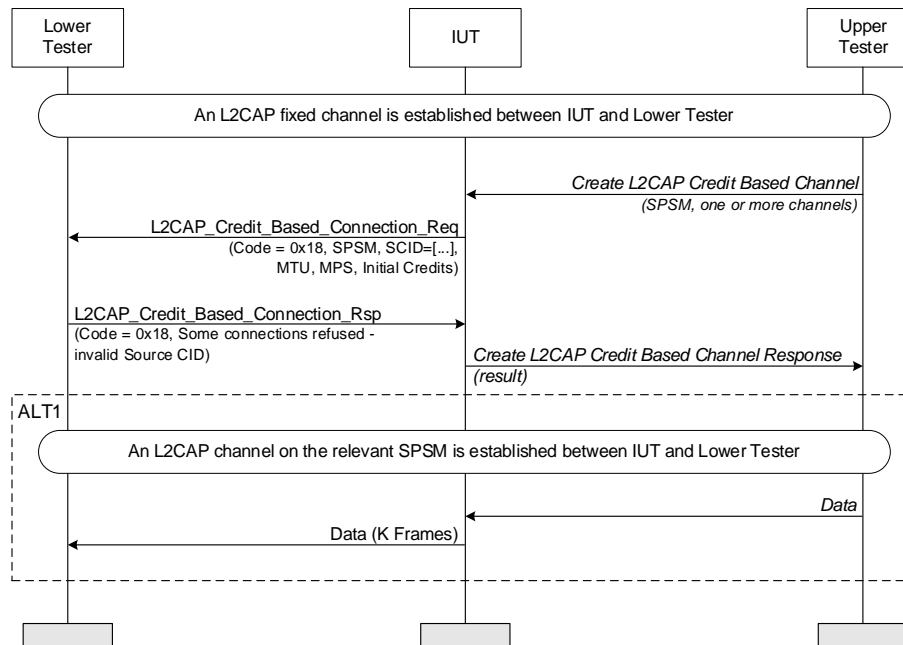 Lower
Tester
IUT
Upper
Tester
An L2CAP fixed channel is established between IUT and Lower Tester
Create L2CAP Credit Based Channel
(SPSM, one or more channels)
L2CAP_Credit_Based_Connection_Req
(Code = 0x18, SPSM, SCID=[...],
MTU, MPS, Initial Credits)
L2CAP_Credit_Based_Connection_Rsp
(Code = 0x18, Some connections refused -
invalid Source CID)
Create L2CAP Credit Based Channel Response
(result)
ALT1
An L2CAP channel on the relevant SPSM is established between IUT and Lower Tester
Data
Data (K Frames)